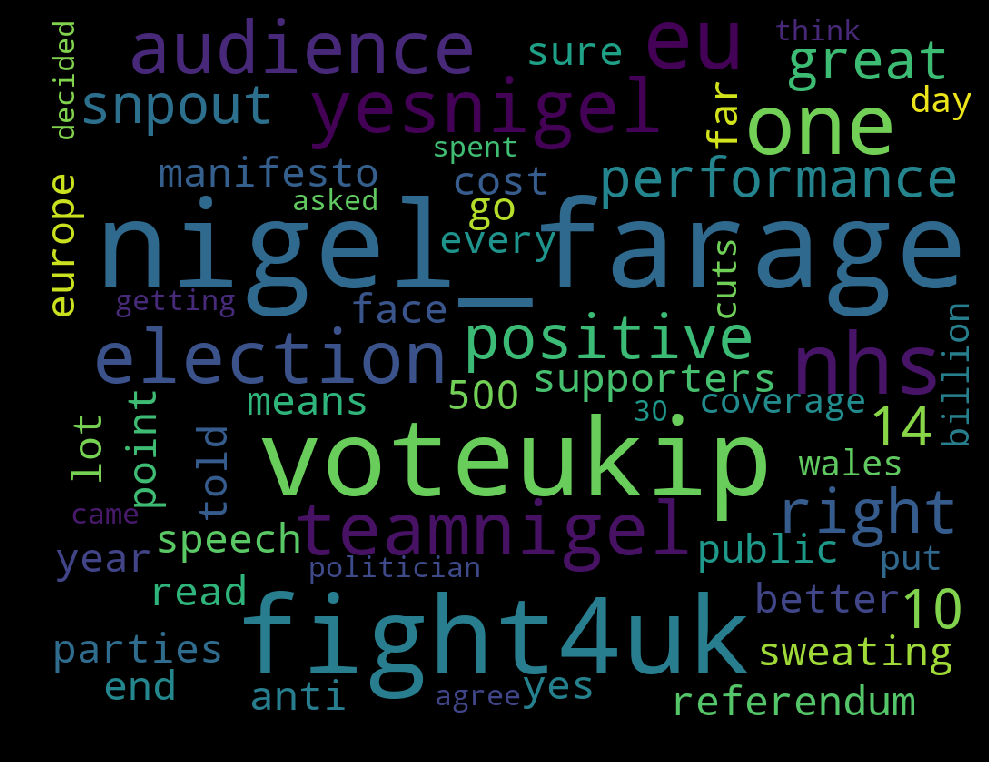 decided
audience
sure
eu
think
great
snpout
yesnigel
far
one
day
spent
manifosto
asked
cost
go
performance
europe
nigel_farage
every
cuts
getting
face
election
positive
nhs
billion
means
500
supporters
30
coverage
14
lot
point
told
voteukip
wales
came
speech
teamnigel
right
year
politician
public
put
read
fight4uk
better
10
parties
sweating
end
anti
agree
yes
referendum